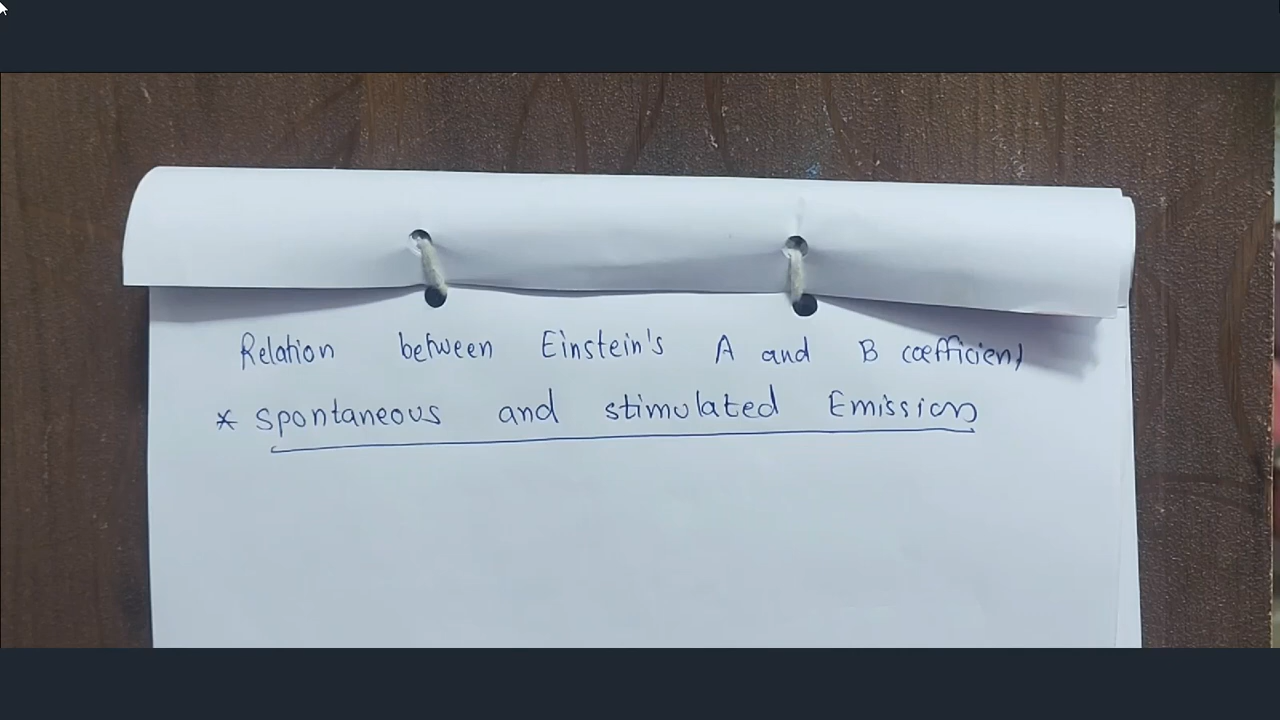 Relation between Einstein's A and B coefficient
* spontaneous and stimulated Emission